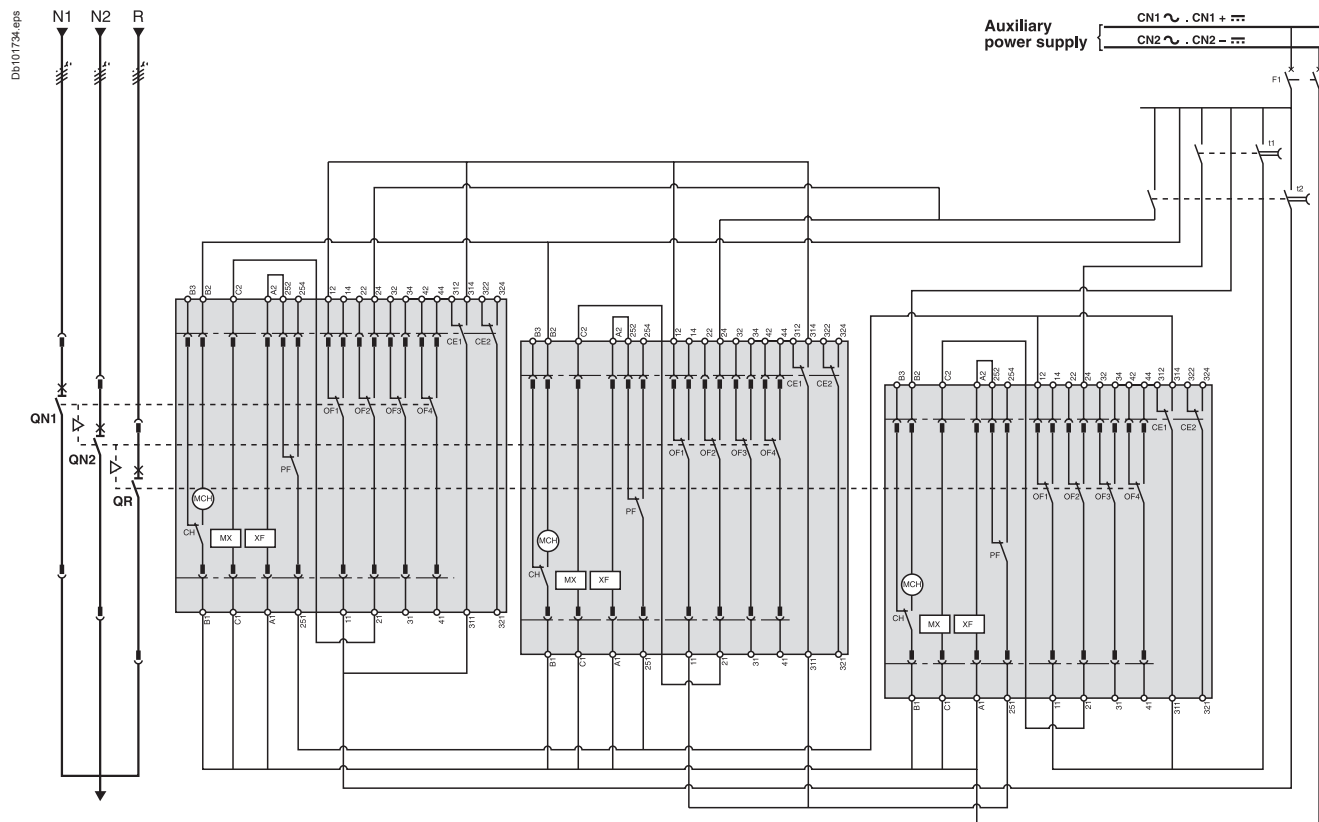 Db101734.eps
N1 N2 R
Auxiliary
power supply
CN1 ~ . CN1 + ⎓
CN2 ~ . CN2 – ⎓
F1
t1
t3
B3 B2 C2 A2 252 254 12 14 22 24 32 34 42 44 312 314 322 324
CE1 CE2
OF1 OF2 OF3 OF4
PF
MCH
CH
MX XF
B1 C1 A1 251 11 21 31 41 311 321
B3 B2 C2 A2 252 254 12 14 22 24 32 34 42 44 312 314 322 324
CE1 CE2
OF1 OF2 OF3 OF4
PF
MCH
CH
MX XF
B1 C1 A1 251 11 21 31 41 311 321
B3 B2 C2 A2 252 254 12 14 22 24 32 34 42 44 312 314 322 324
CE1 CE2
OF1 OF2 OF3 OF4
PF
MCH
CH
MX XF
B1 C1 A1 251 11 21 31 41 311 321
QN1
QN2
QR